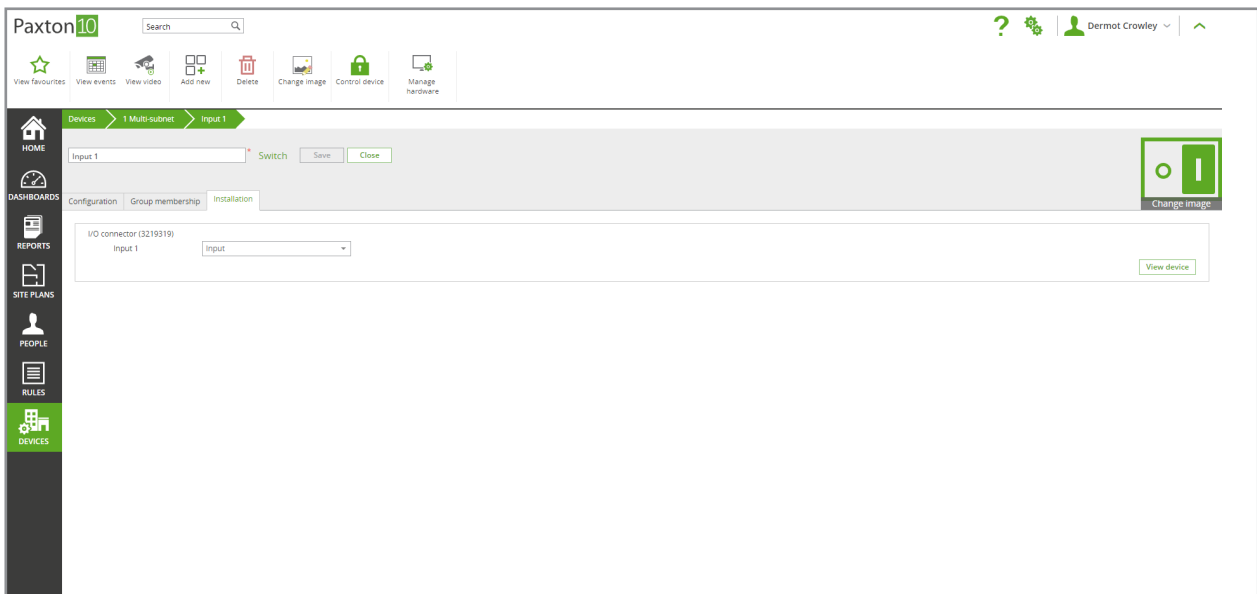 Paxton10
Search
Dermot Crowley
View favourites
View events
View video
Add new
Delete
Change image
Control device
Manage
hardware
HOME
DASHBOARDS
REPORTS
SITE PLANS
PEOPLE
RULES
DEVICES
Devices
1 Multi-subnet
Input 1
Input 1
* Switch
Save
Close
Change image
Configuration
Group membership
Installation
I/O connector (3219319)
Input 1
Input
View device